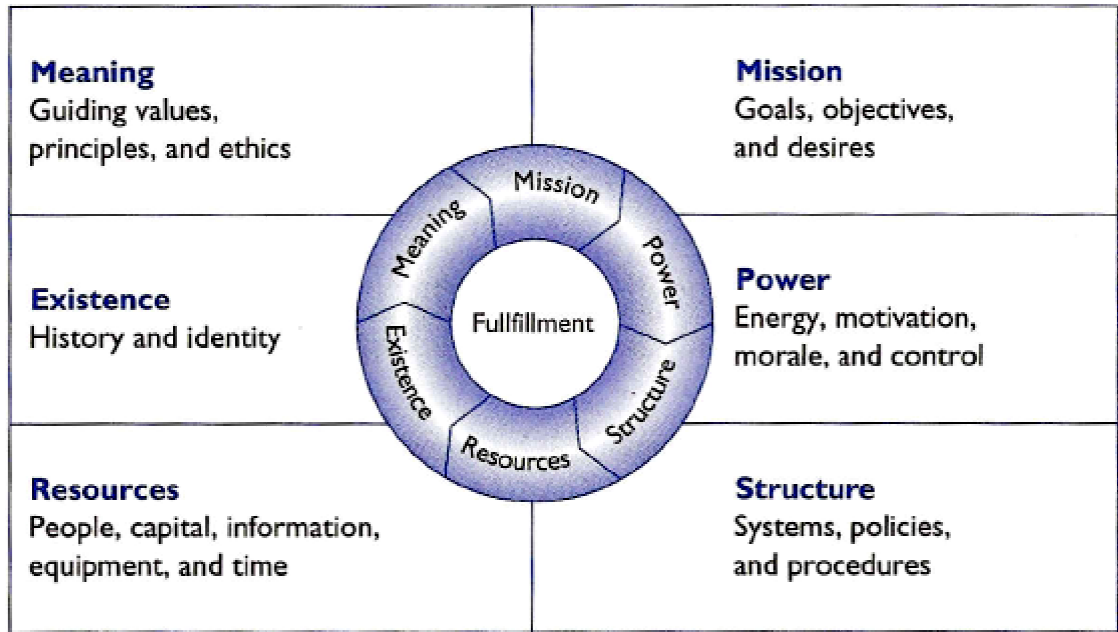 Meaning
Guiding values,
principles, and ethics
Mission
Goals, objectives,
and desires
Existence
History and identity
Power
Energy, motivation,
morale, and control
Resources
People, capital, information,
equipment, and time
Structure
Systems, policies,
and procedures
Mission
Power
Structure
Resources
Existence
Meaning
Fullfillment